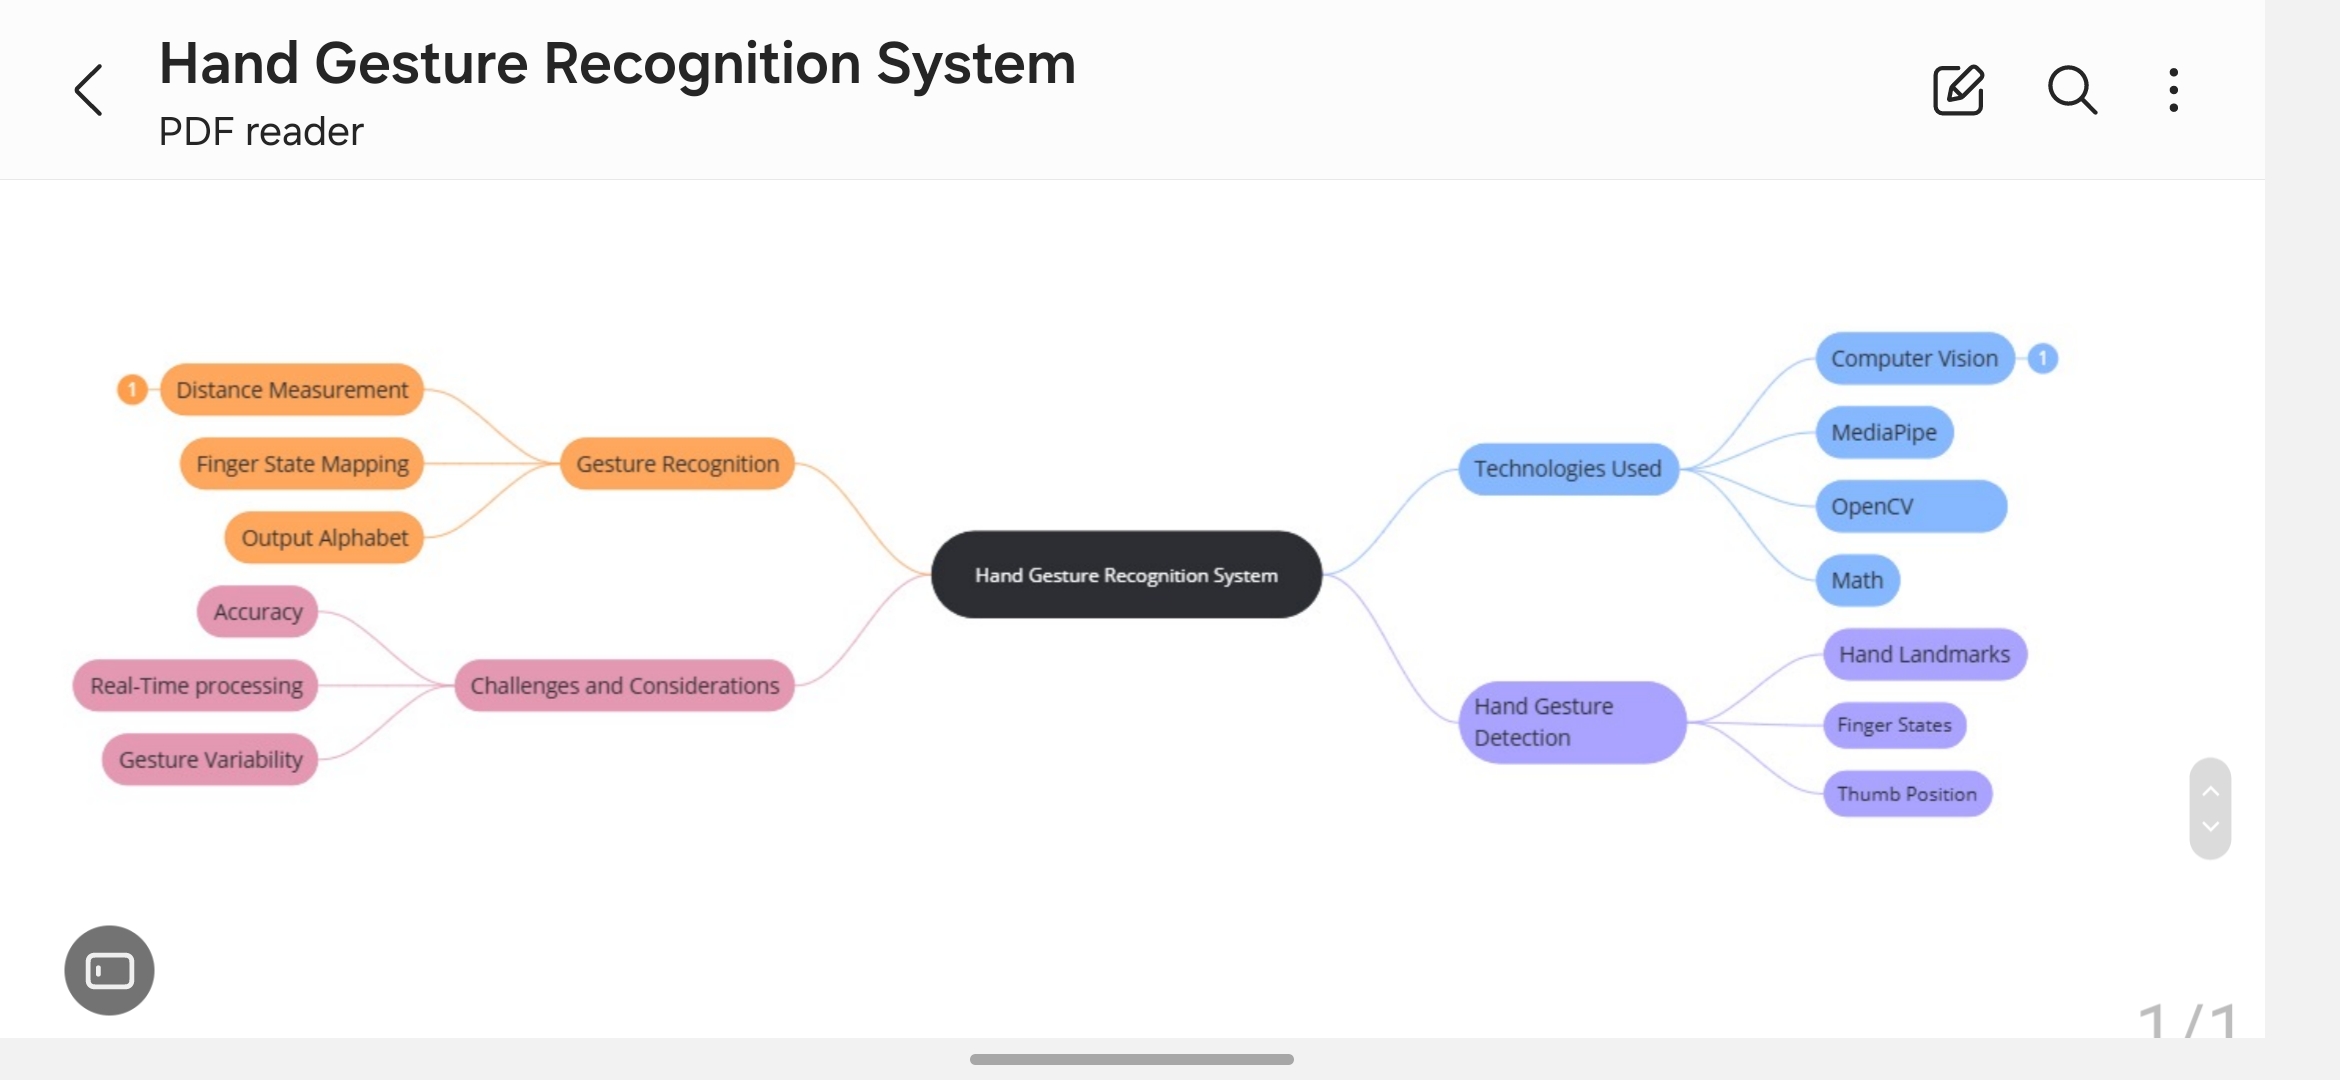 Hand Gesture Recognition System
PDF reader
1
Distance Measurement
Finger State Mapping
Output Alphabet
Gesture Recognition
Accuracy
Real-Time processing
Gesture Variability
Challenges and Considerations
Hand Gesture Recognition System
Technologies Used
Computer Vision
1
MediaPipe
OpenCV
Math
Hand Gesture
Detection
Hand Landmarks
Finger States
Thumb Position
1/1